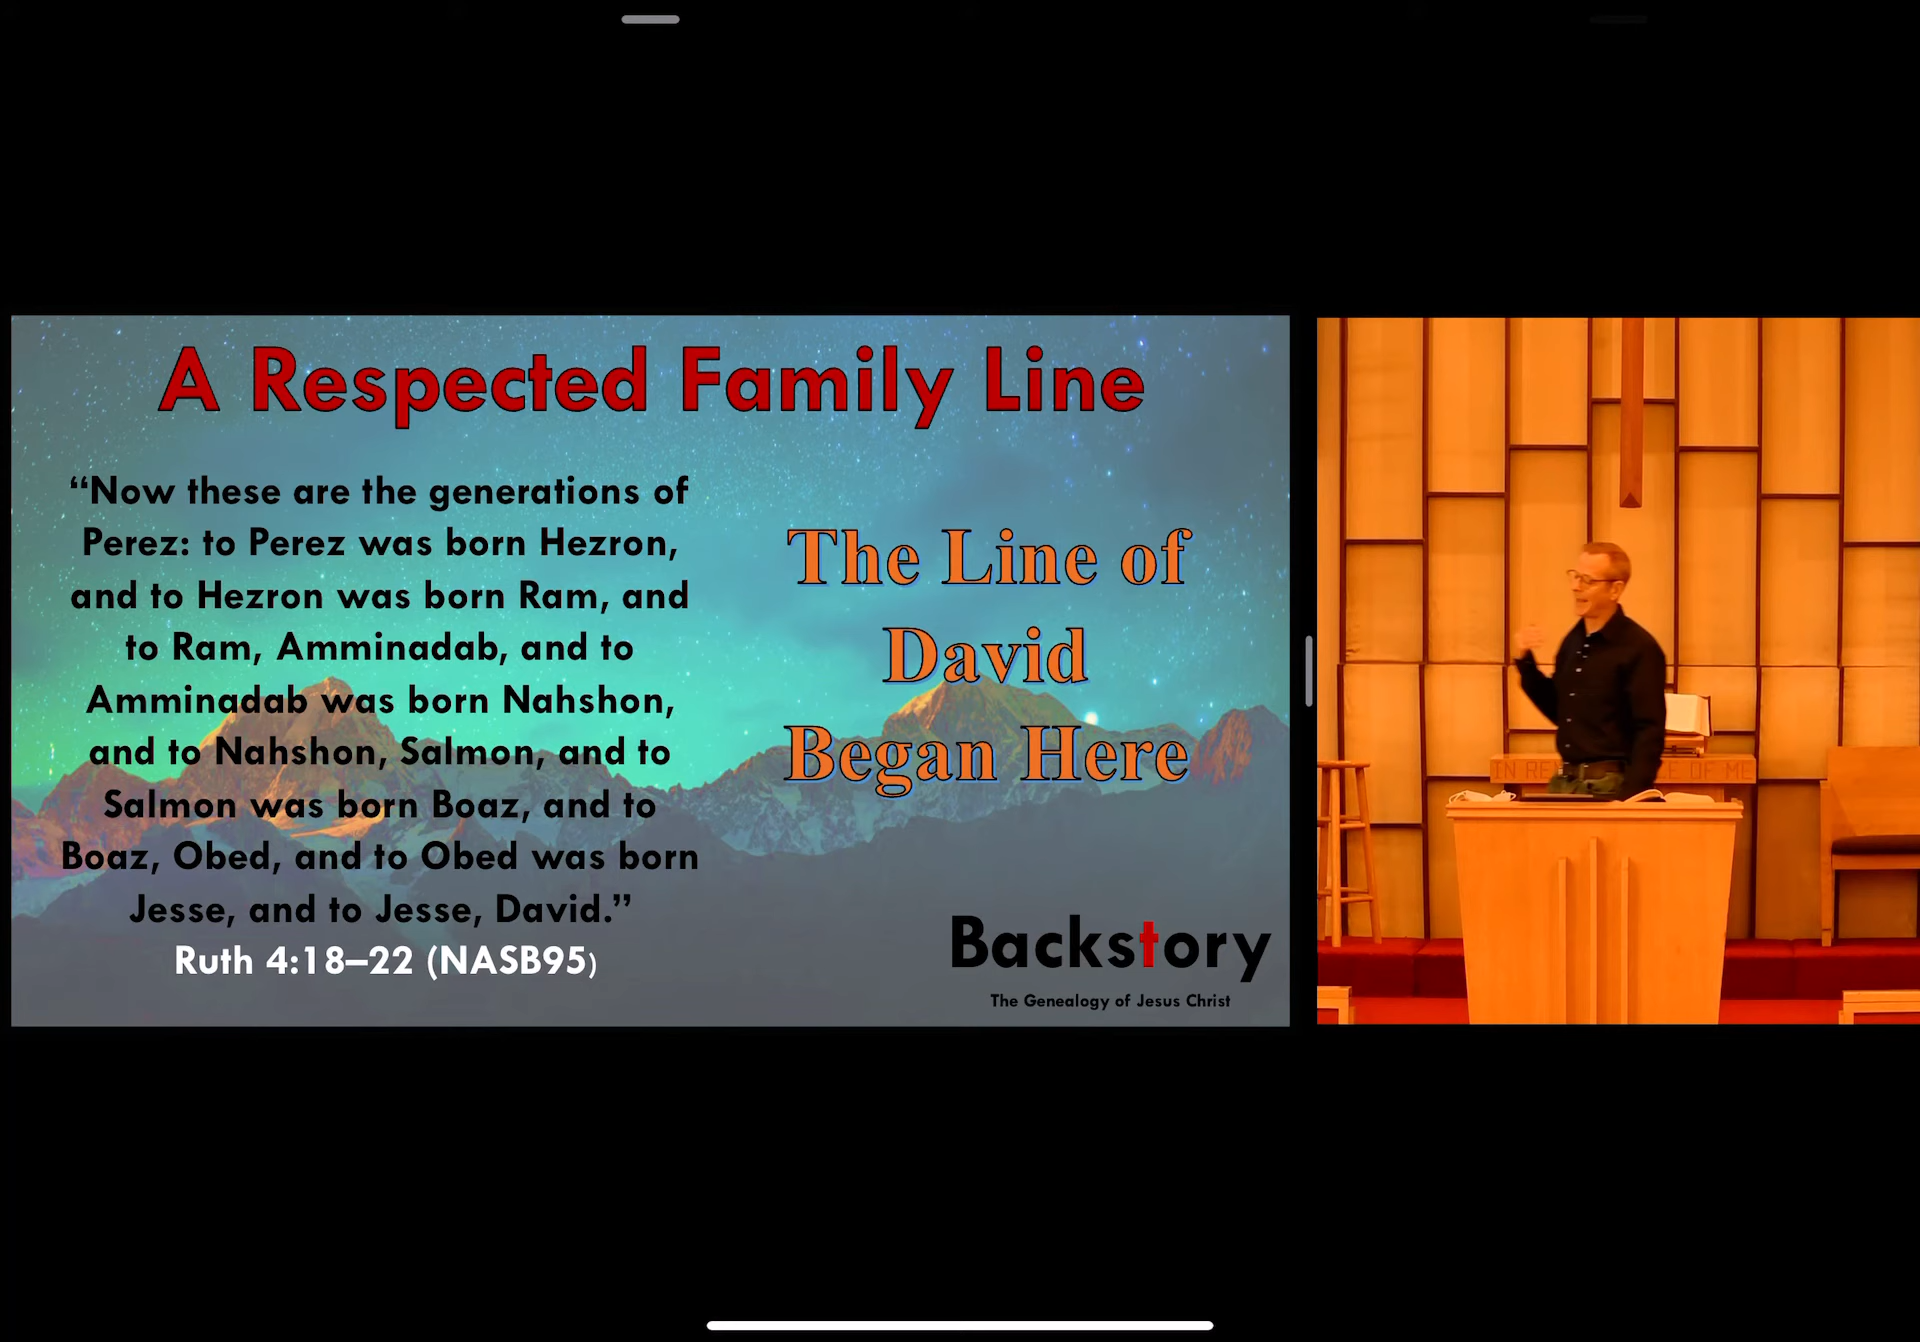 A Respected Family Line
“Now these are the generations of
Perez: to Perez was born Hezron,
and to Hezron was born Ram, and
to Ram, Amminadab, and to
Amminadab was born Nahshon,
and to Nahshon, Salmon, and to
Salmon was born Boaz, and to
Boaz, Obed, and to Obed was born
Jesse, and to Jesse, David.”
Ruth 4:18–22 (NASB95)
The Line of
David
Began Here
Backstory
The Genealogy of Jesus Christ
IN OF ME